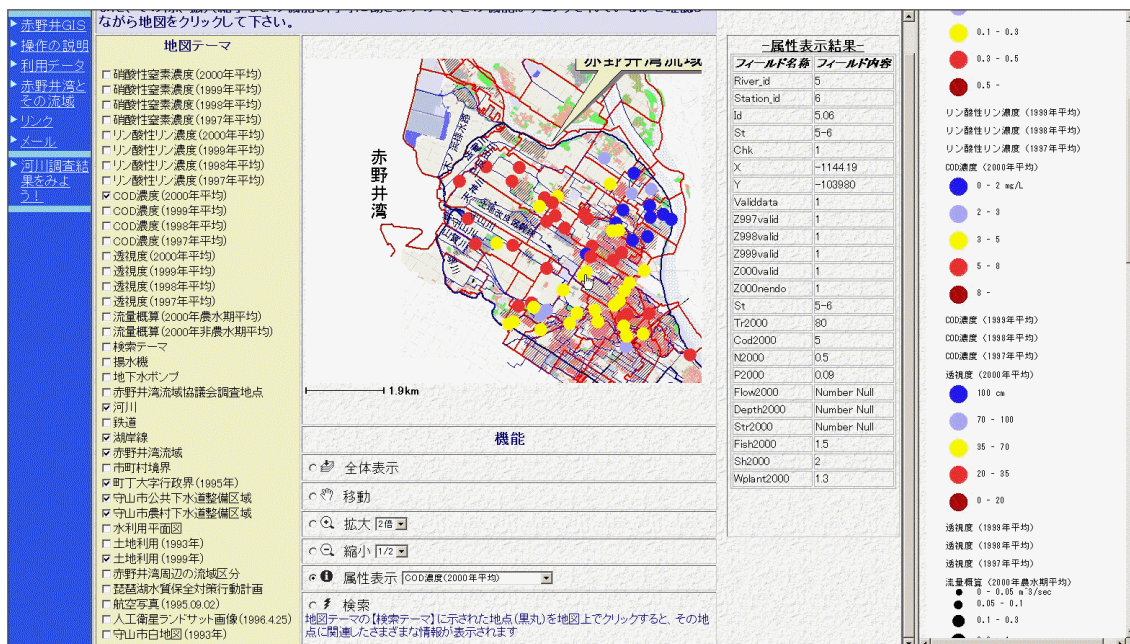 ながら地図をクリックして下さい。
赤野井GIS
操作の説明
利用データ
赤野井湾と
その流域
リンク
メール
河川調査結
果をみよ
う！
地図テーマ
硝酸性窒素濃度(2000年平均)
硝酸性窒素濃度(1999年平均)
硝酸性窒素濃度(1998年平均)
硝酸性窒素濃度(1997年平均)
リン酸性リン濃度(2000年平均)
リン酸性リン濃度(1999年平均)
リン酸性リン濃度(1998年平均)
リン酸性リン濃度(1997年平均)
COD濃度(2000年平均)
COD濃度(1999年平均)
COD濃度(1998年平均)
COD濃度(1997年平均)
透視度(2000年平均)
透視度(1999年平均)
透視度(1998年平均)
透視度(1997年平均)
流量概算(2000年農水期平均)
流量概算(2000年非農水期平均)
検索テーマ
揚水機
地下水ポンプ
赤野井湾流域協議会調査地点
河川
鉄道
湖岸線
赤野井湾流域
市町村境界
町丁大字行政界(1995年)
守山市公共下水道整備区域
守山市農村下水道整備区域
水利用平面図
土地利用(1993年)
土地利用(1999年)
赤野井湾周辺の流域区分
琵琶湖水質保全対策行動計画
航空写真(1995.09.02)
人工衛星ランドサット画像(1996.4.25)
守山市白地図(1993年)
赤野井湾流域
赤野井湾
1.9km
機能
全体表示
移動
拡大 2倍
縮小 1/2
属性表示 COD濃度(2000年平均)
検索
地図テーマの【検索テーマ】に示された地点(黒丸)を地図上でクリックすると、その地
点に関連したさまざまな情報が表示されます
-属性表示結果-
フィールド名称 フィールド内容
River_id 5
Station_id 6
Id 5.06
St 5-6
Chk 1
X -1144.19
Y -103980
Validdata 1
Z997valid 1
Z998valid 1
Z999valid 1
Z000valid 1
Z000nendo 1
St 5-6
Tr2000 80
Cod2000 5
N2000 0.5
P2000 0.09
Flow2000 Number Null
Depth2000 Number Null
Str2000 Number Null
Fish2000 1.5
Sh2000 2
Wplant2000 1.3
0.1 - 0.3
0.3 - 0.5
0.5 -
リン酸性リン濃度 (1999年平均)
リン酸性リン濃度 (1998年平均)
リン酸性リン濃度 (1997年平均)
COD濃度 (2000年平均)
0 - 2 mg/L
2 - 3
3 - 5
5 - 8
8 -
COD濃度 (1999年平均)
COD濃度 (1998年平均)
COD濃度 (1997年平均)
透視度 (2000年平均)
100 cm
70 - 100
35 - 70
20 - 35
0 - 20
透視度 (1999年平均)
透視度 (1998年平均)
透視度 (1997年平均)
流量概算 (2000年農水期平均)
0 - 0.05 m^3/sec
0.05 - 0.1
0.1 - 0.3